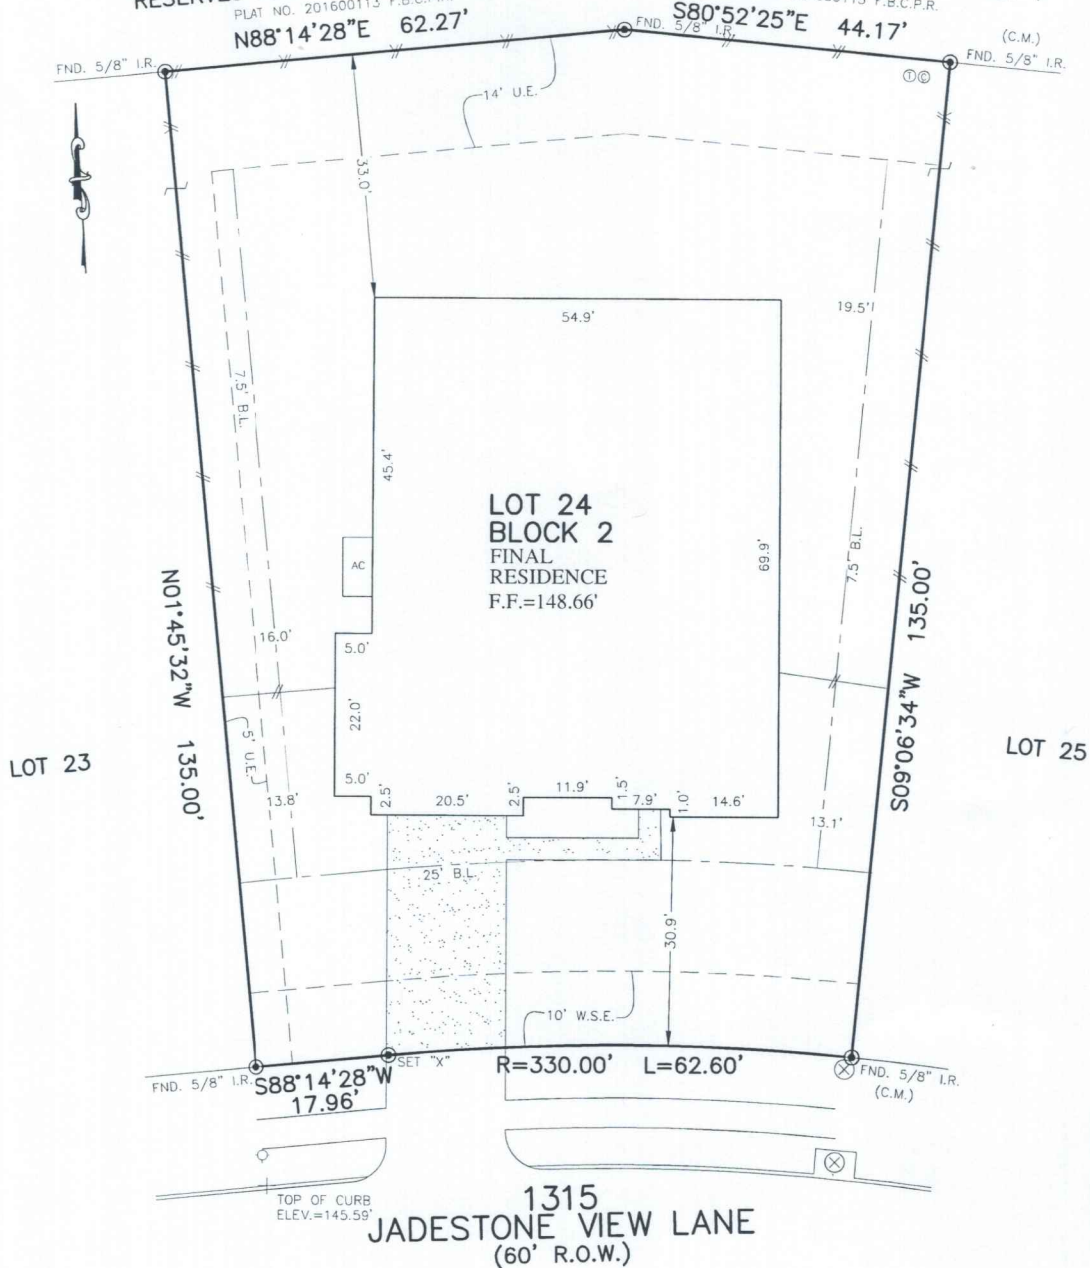 PLAT NO. 201600113
N88°14'28"E 62.27'
S80°52'25"E 44.17'
F.B.C.P.R.
(C.M.)
FND. 5/8" I.R.
FND. 5/8" I.R.
FND. 5/8" I.R.
ⓉⒸ
14' U.E.
33.0'
54.9'
19.5'
7.5' B.L.
45.4'
LOT 24
BLOCK 2
FINAL
RESIDENCE
F.F.=148.66'
AC
69.9'
7.5' B.L.
N01°45'32"W 135.00'
S09°06'34"W 135.00'
16.0'
5.0'
22.0'
5' U.E.
LOT 23
LOT 25
5.0'
2.5'
20.5'
2.5'
11.9'
1.5'
7.9'
1.0'
14.6'
13.8'
13.1'
25' B.L.
30.9'
10' W.S.E.
SET "X"
R=330.00' L=62.60'
FND. 5/8" I.R.
S88°14'28"W
17.96'
FND. 5/8" I.R.
(C.M.)
TOP OF CURB
ELEV.=145.59'
1315
JADESTONE VIEW LANE
(60' R.O.W.)